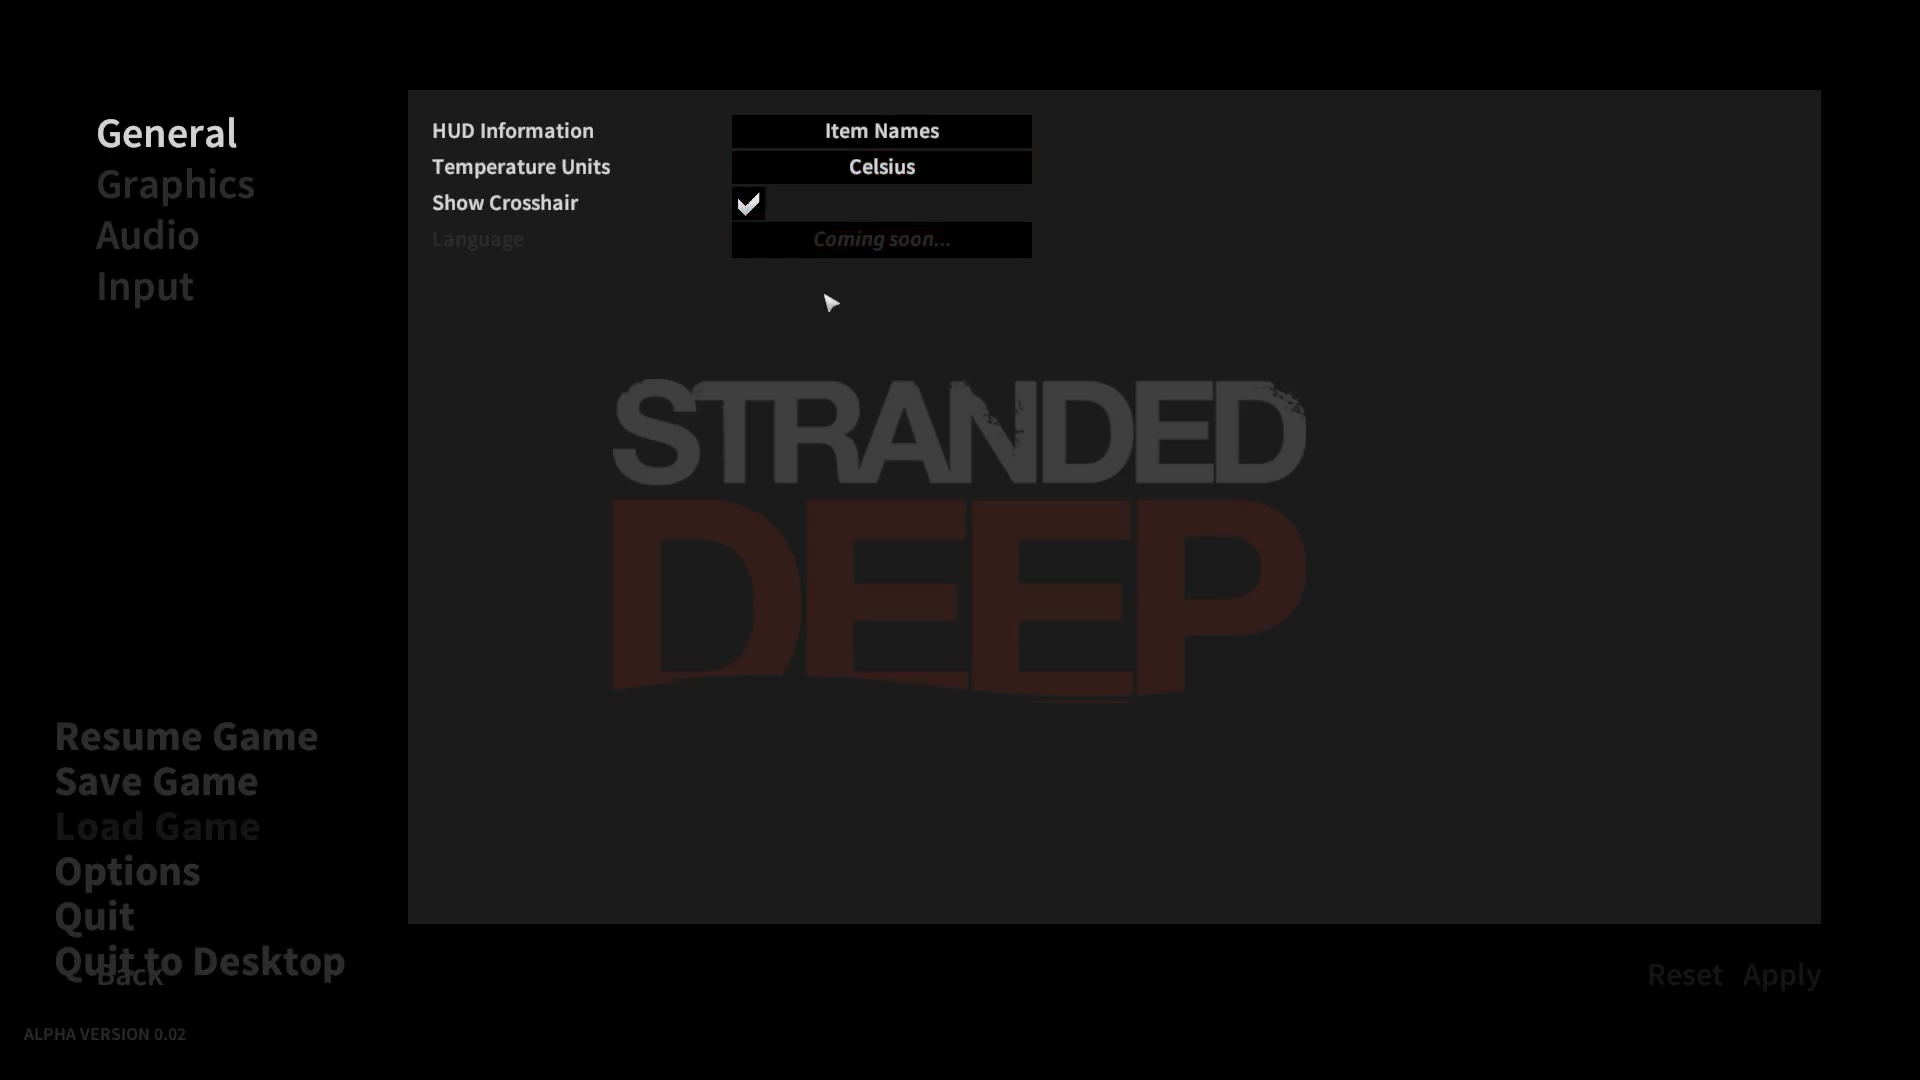 General
Graphics
Audio
Input
HUD Information Item Names
Temperature Units Celsius
Show Crosshair
Language Coming soon...
STRANDED
DEEP
Resume Game
Save Game
Load Game
Options
Quit
Quit to Desktop
Back
Reset Apply
ALPHA VERSION 0.02